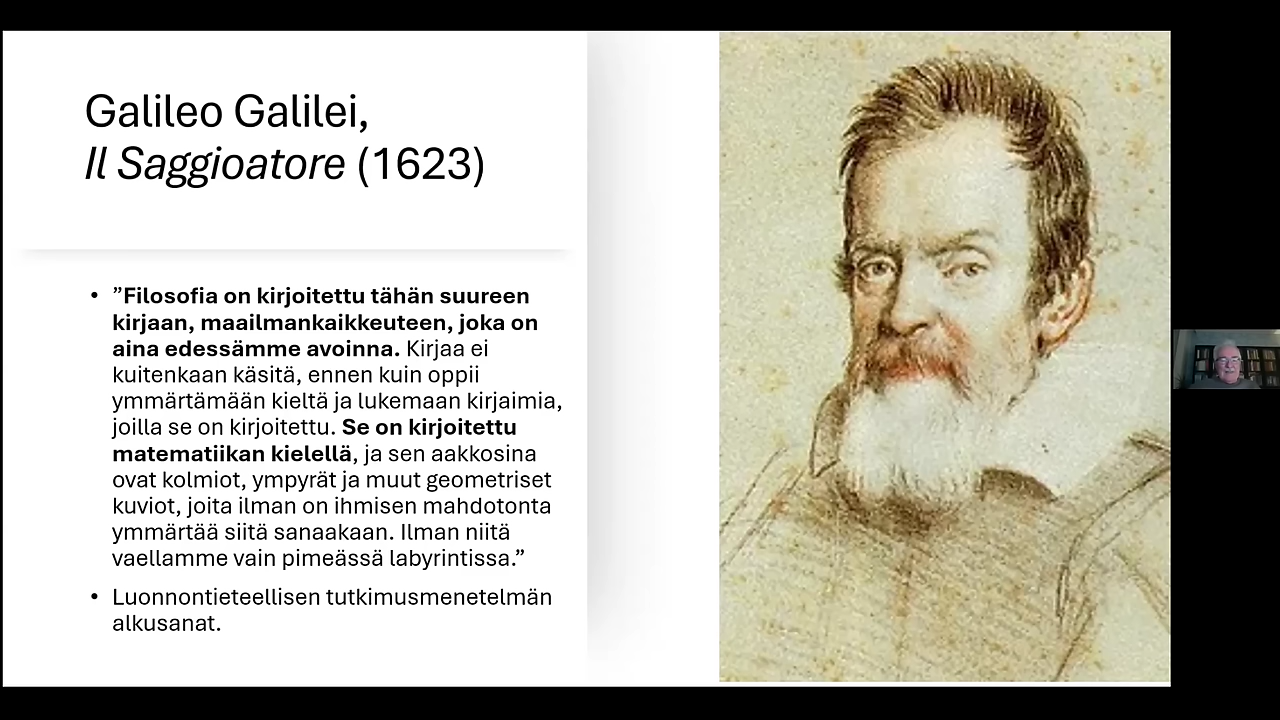 Galileo Galilei,
Il Saggioatore (1623)
• ”Filosofia on kirjoitettu tähän suureen
kirjaan, maailmankaikkeuteen, joka on
aina edessämme avoinna. Kirjaa ei
kuitenkaan käsitä, ennen kuin oppii
ymmärtämään kieltä ja lukemaan kirjaimia,
joilla se on kirjoitettu. Se on kirjoitettu
matematiikan kielellä, ja sen aakkosina
ovat kolmiot, ympyrät ja muut geometriset
kuviot, joita ilman on ihmisen mahdotonta
ymmärtää siitä sanaakaan. Ilman niitä
vaellamme vain pimeässä labyrintissa.”
• Luonnontieteellisen tutkimusmenetelmän
alkusanat.